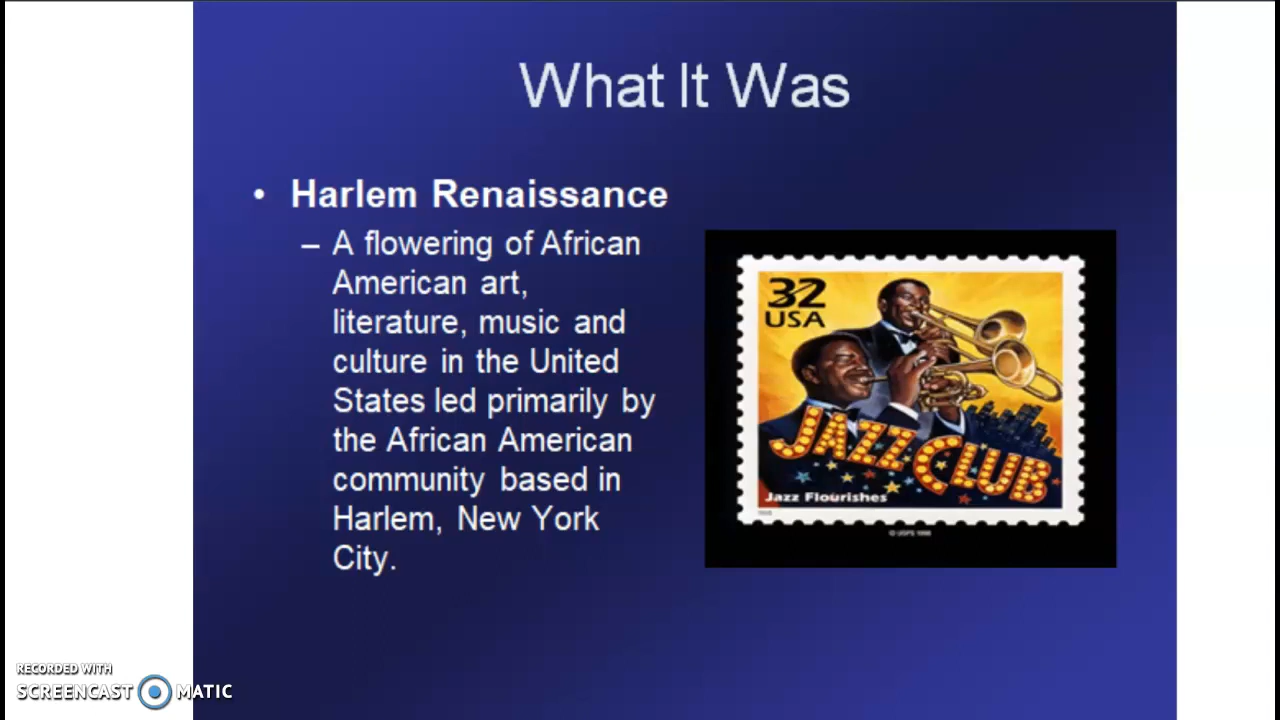 What It Was
• Harlem Renaissance
– A flowering of African
American art,
literature, music and
culture in the United
States led primarily by
the African American
community based in
Harlem, New York
City.
32
USA
JAZZ CLUB
Jazz Flourishes
1998
© USPS 1998
RECORDED WITH
SCREENCAST MATIC